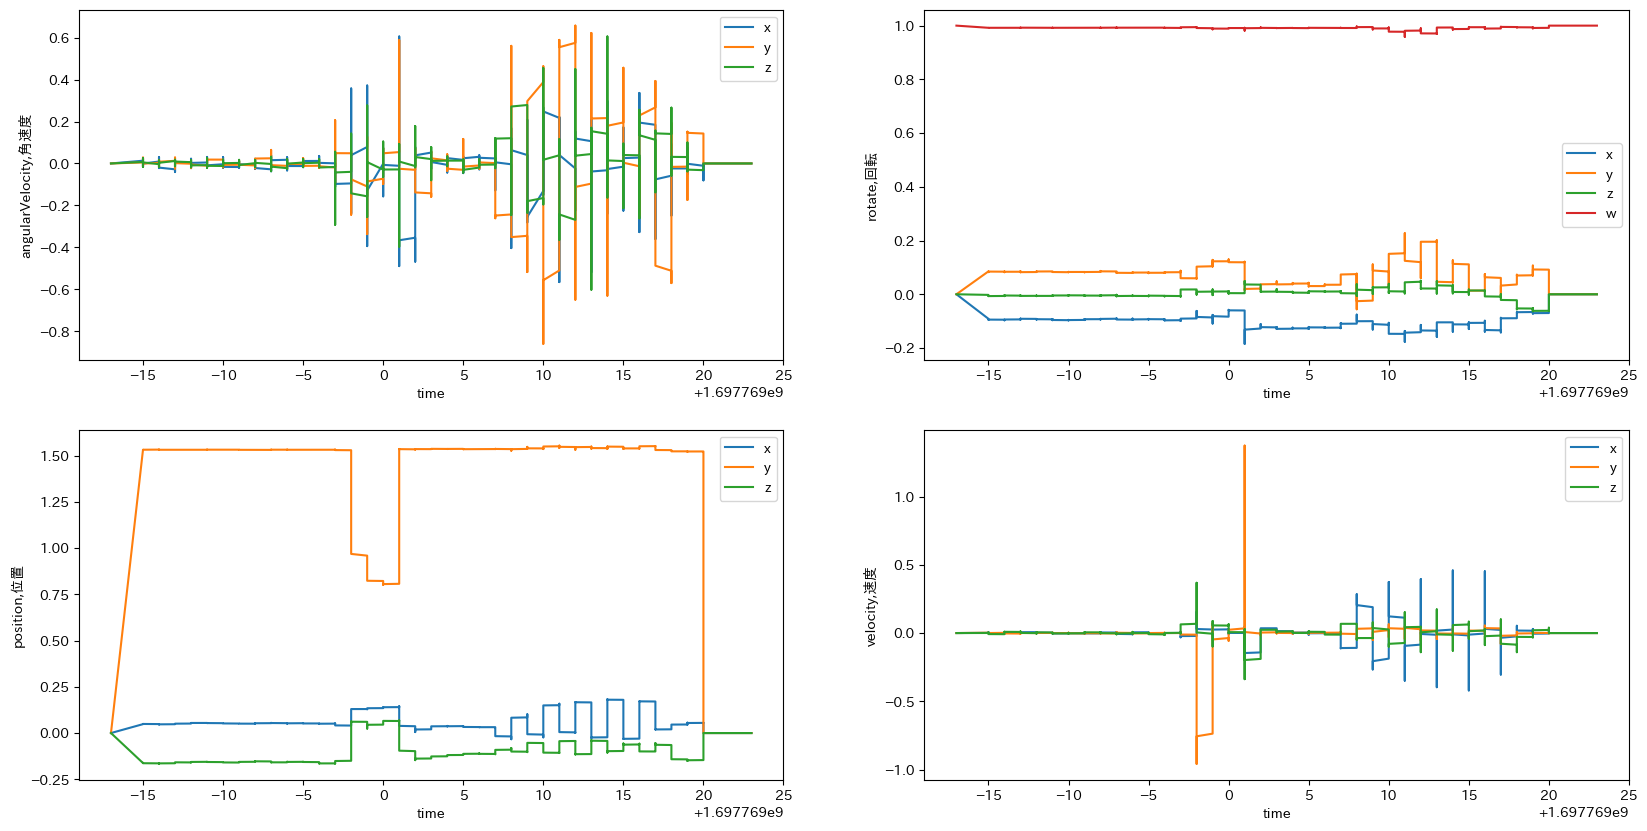 0.6
0.4
0.2
0.0
−0.2
−0.4
−0.6
−0.8
angularVelocity,角速度
x
y
z
−15
−10
−5
0
5
10
15
20
25
time
+1.697769e9
1.0
0.8
0.6
0.4
0.2
0.0
−0.2
rotate,回転
x
y
z
w
−15
−10
−5
0
5
10
15
20
25
time
+1.697769e9
1.50
1.25
1.00
0.75
0.50
0.25
0.00
−0.25
position,位置
x
y
z
−15
−10
−5
0
5
10
15
20
25
time
+1.697769e9
1.0
0.5
0.0
−0.5
−1.0
velocity,速度
x
y
z
−15
−10
−5
0
5
10
15
20
25
time
+1.697769e9